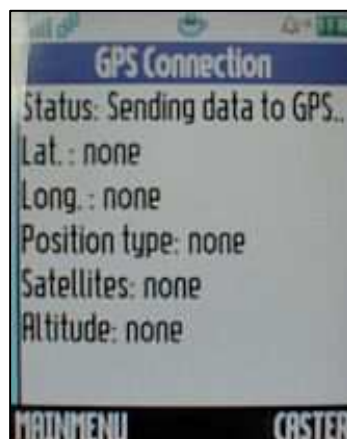 GPS Connection
Status: Sending data to GPS..
Lat. : none
Long. : none
Position type: none
Satellites: none
Altitude: none
MAINMENU CASTER